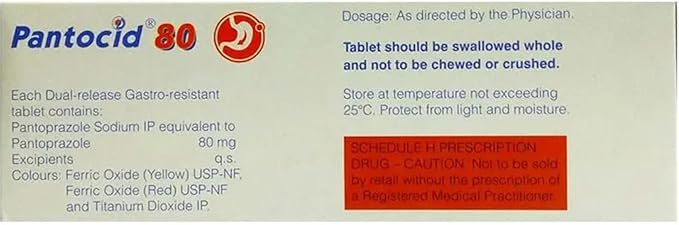 Pantocid® 80
Each Dual-release Gastro-resistant
tablet contains:
Pantoprazole Sodium IP equivalent to
Pantoprazole 80 mg
Excipients q.s.
Colours: Ferric Oxide (Yellow) USP-NF,
Ferric Oxide (Red) USP-NF
and Titanium Dioxide IP.
Dosage: As directed by the Physician.
Tablet should be swallowed whole
and not to be chewed or crushed.
Store at temperature not exceeding
25°C. Protect from light and moisture.
SCHEDULE H PRESCRIPTION
DRUG – CAUTION Not to be sold
by retail without the prescription of
a Registered Medical Practitioner.